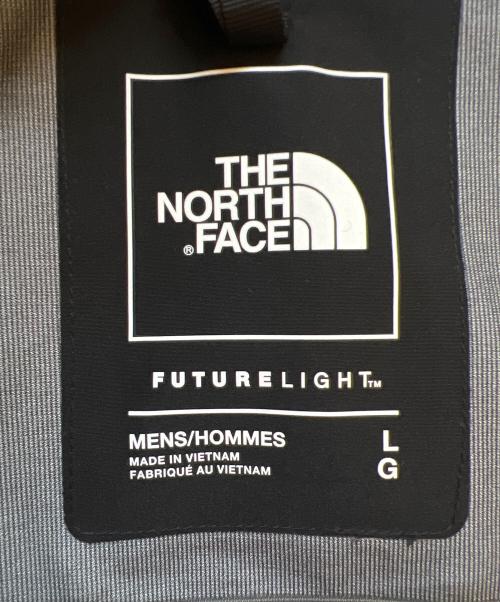 THE
NORTH
®FACE
FUTURELIGHT™
MENS/HOMMES L
MADE IN VIETNAM
FABRIQUÉ AU VIETNAM G